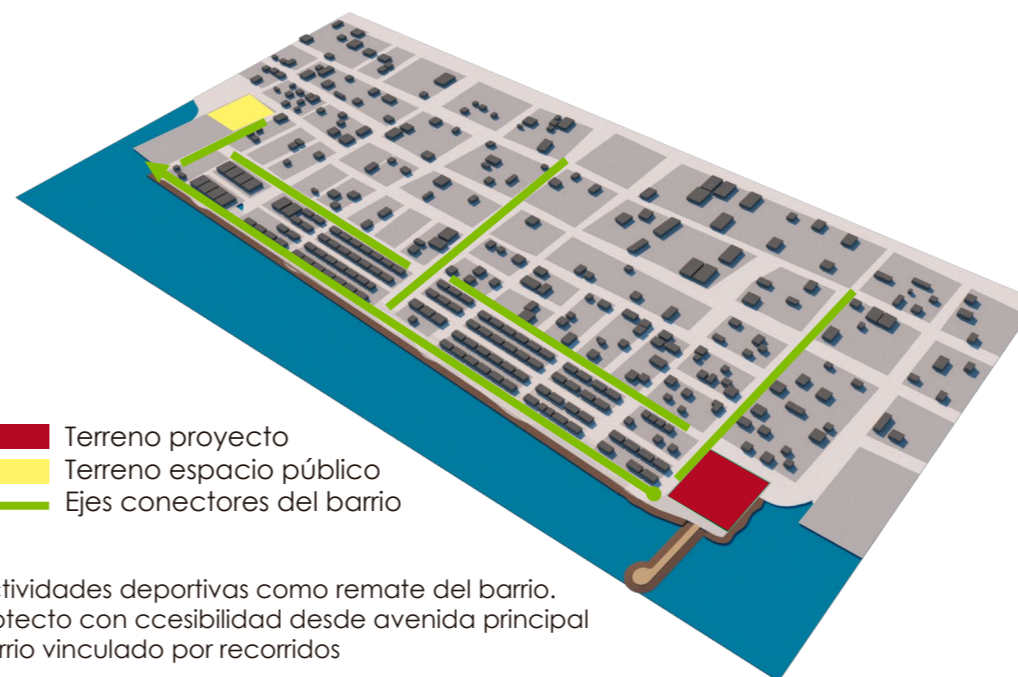 Terreno proyecto
Terreno espacio público
Ejes conectores del barrio
ctividades deportivas como remate del barrio.
otecto con ccesibilidad desde avenida principal
rrio vinculado por recorridos